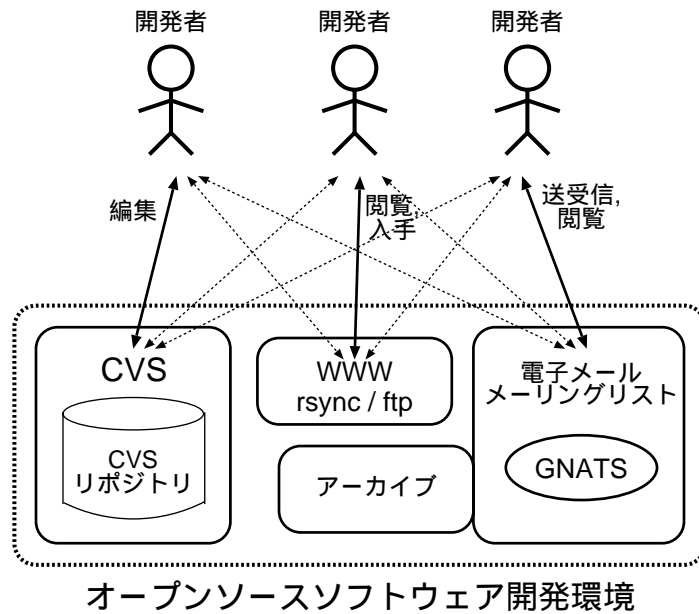 開発者
開発者
開発者
編集
閲覧,
入手
送受信,
閲覧
CVS
CVS
リポジトリ
WWW
rsync / ftp
アーカイブ
電子メール
メーリングリスト
GNATS
オープンソースソフトウェア開発環境